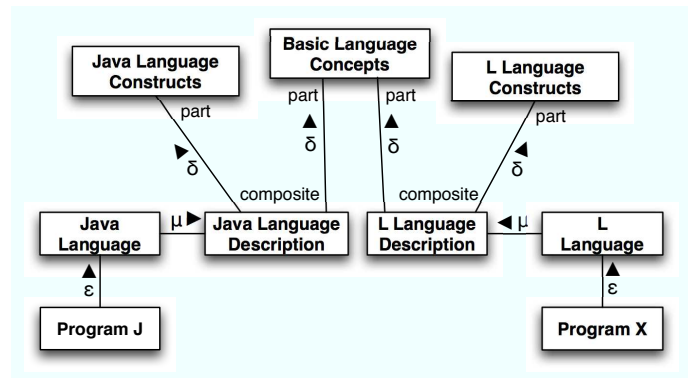 Java Language
Constructs
Basic Language
Concepts
L Language
Constructs
part
part
part
part
δ
δ
δ
δ
composite
composite
Java
Language
μ
Java Language
Description
L Language
Description
μ
L
Language
ε
ε
Program J
Program X